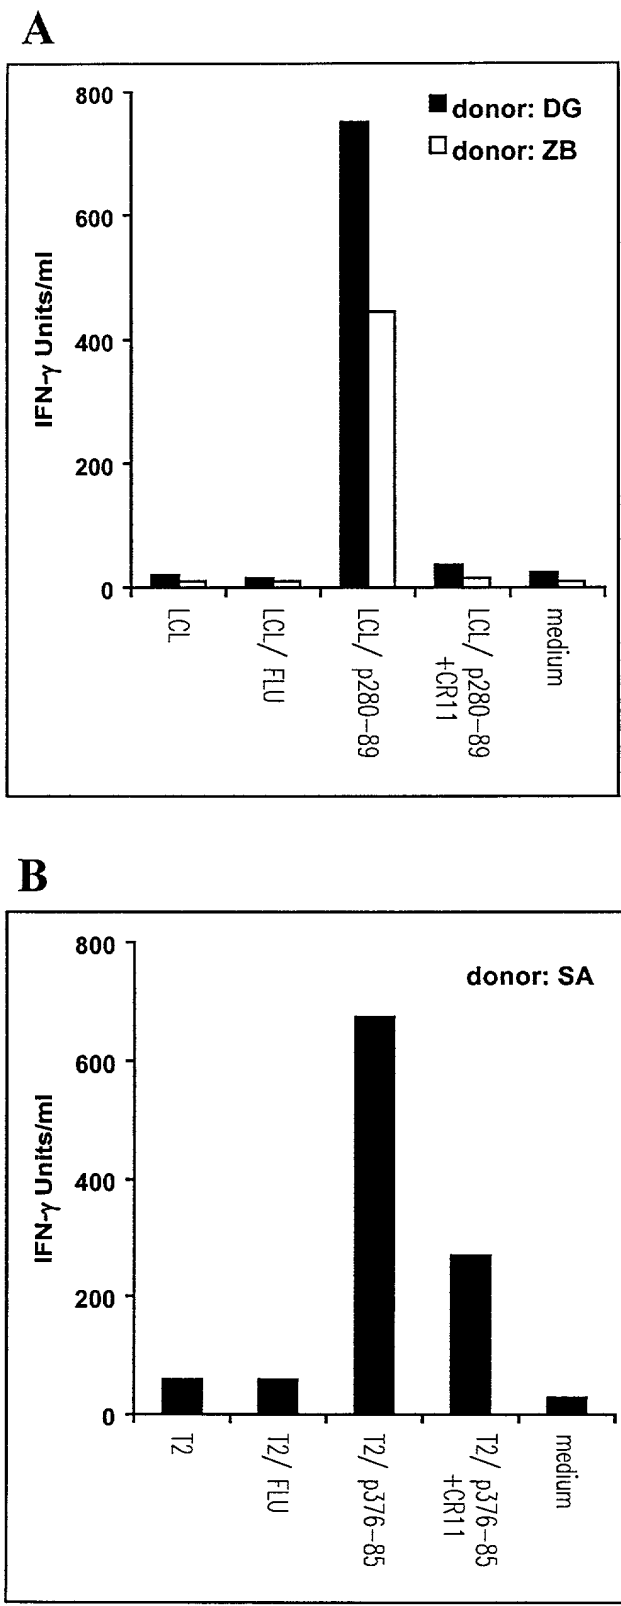 A
800
600
400
200
0
IFN-γ Units/ml
donor: DG
donor: ZB
LCL
LCL/ FLU
LCL/ p280-89
LCL/ p280-89
+CR11
medium
B
800
600
400
200
0
IFN-γ Units/ml
donor: SA
T2
T2/ FLU
T2/ p376-85
T2/ p376-85
+CR11
medium